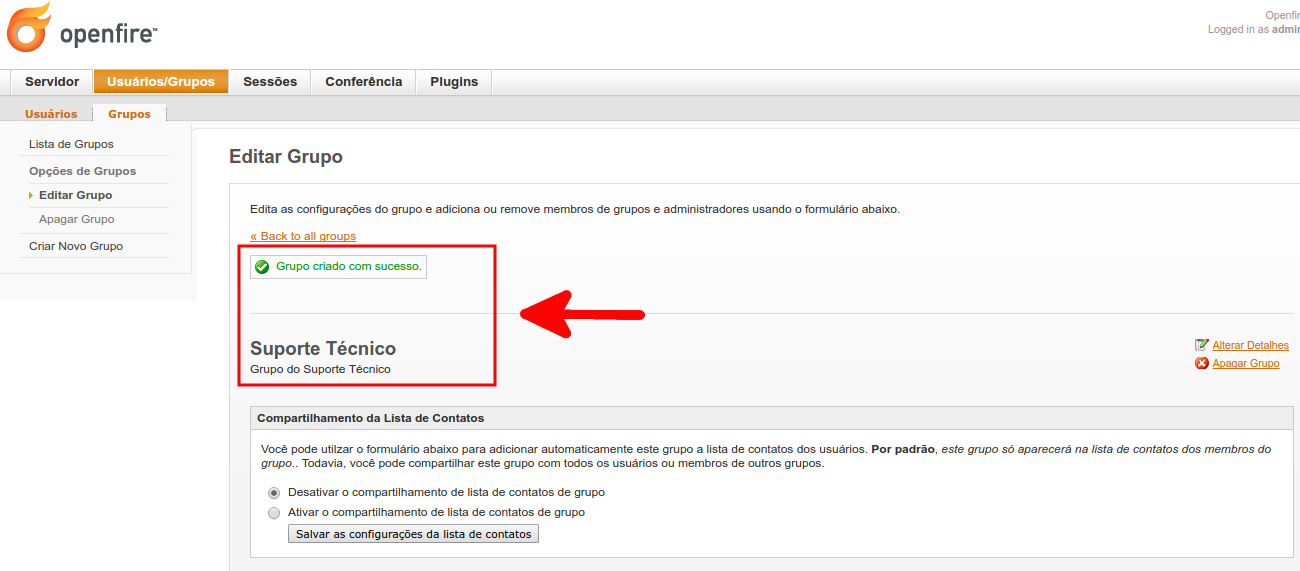 openfire™
Openfir
Logged in as admin
Servidor Usuários/Grupos Sessões Conferência Plugins
Usuários Grupos
Lista de Grupos
Opções de Grupos
Editar Grupo
Apagar Grupo
Criar Novo Grupo
Editar Grupo
Edita as configurações do grupo e adiciona ou remove membros de grupos e administradores usando o formulário abaixo.
« Back to all groups
Grupo criado com sucesso.
Suporte Técnico
Grupo do Suporte Técnico
Alterar Detalhes
Apagar Grupo
Compartilhamento da Lista de Contatos
Você pode utilzar o formulário abaixo para adicionar automaticamente este grupo a lista de contatos dos usuários. Por padrão, este grupo só aparecerá na lista de contatos dos membros do
grupo.. Todavia, você pode compartilhar este grupo com todos os usuários ou membros de outros grupos.
Desativar o compartilhamento de lista de contatos de grupo
Ativar o compartilhamento de lista de contatos de grupo
Salvar as configurações da lista de contatos